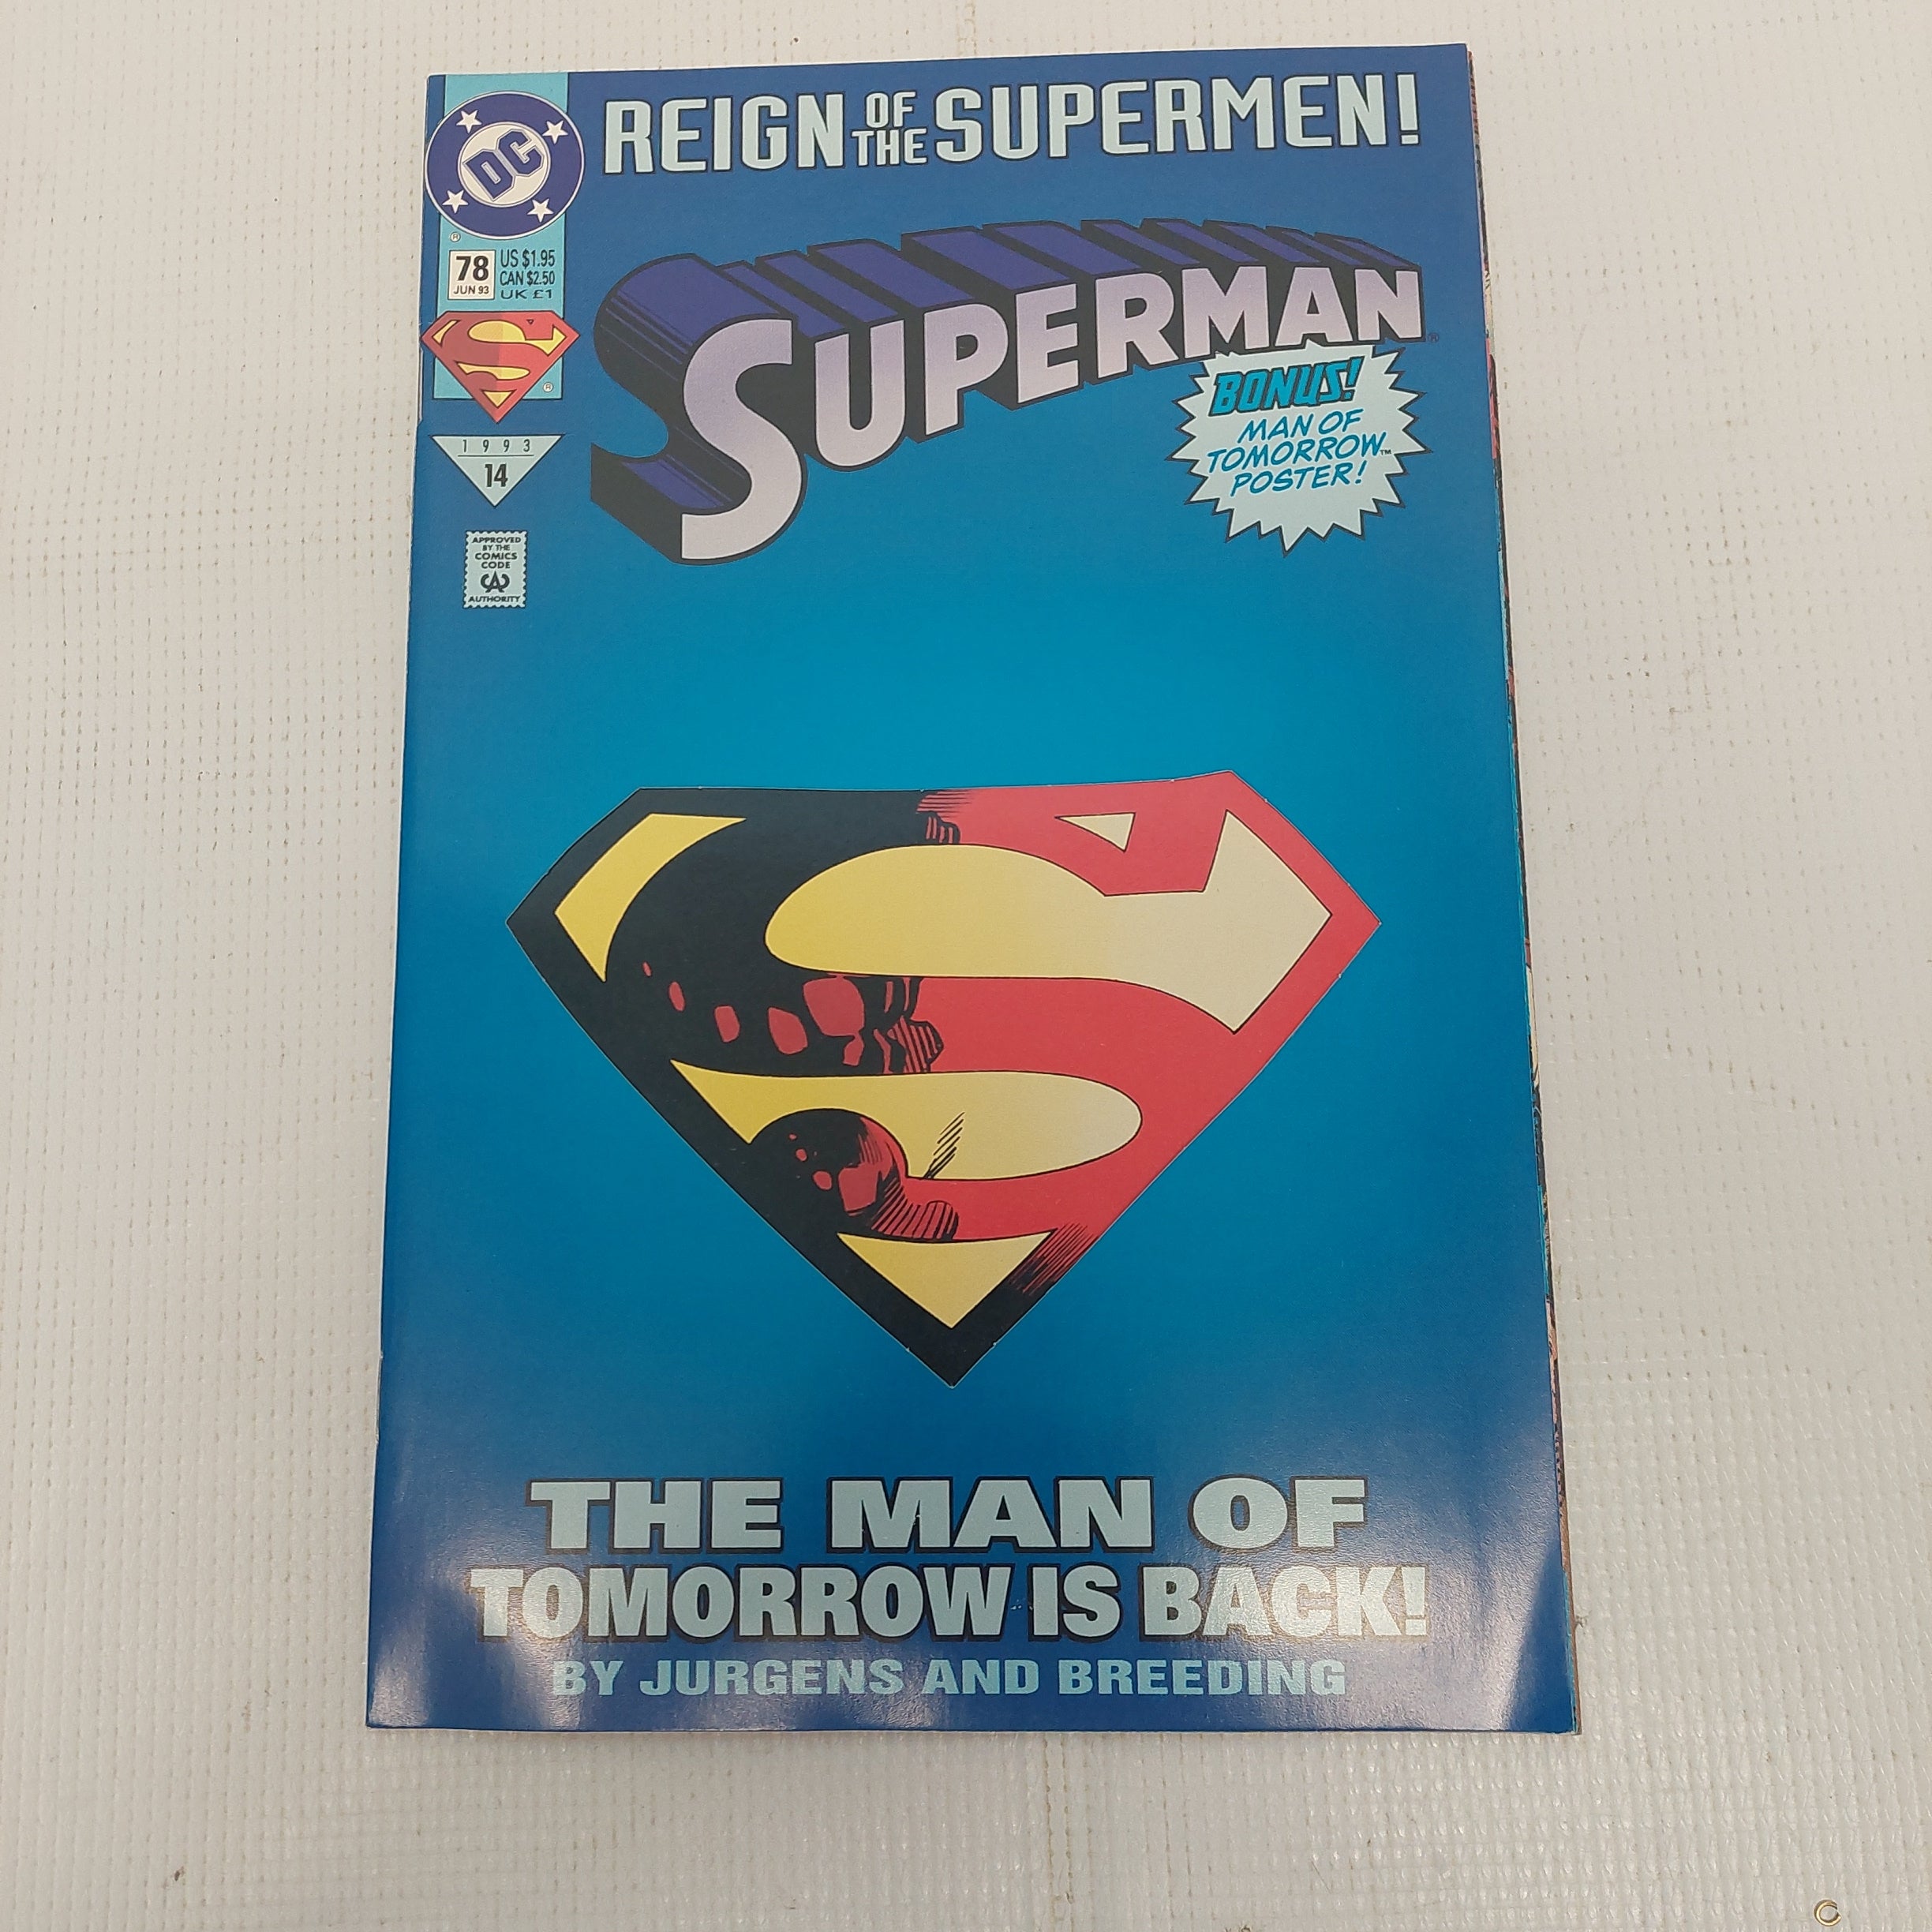 REIGN OF THE SUPERMEN!
DC
®
78
JUN 93
US $1.95
CAN $2.50
UK £1
S
®
1993
14
APPROVED
BY THE
COMICS
CODE
CA
AUTHORITY
SUPERMAN®
BONUS!
MAN OF
TOMORROW™
POSTER!
S
THE MAN OF
TOMORROW IS BACK!
BY JURGENS AND BREEDING